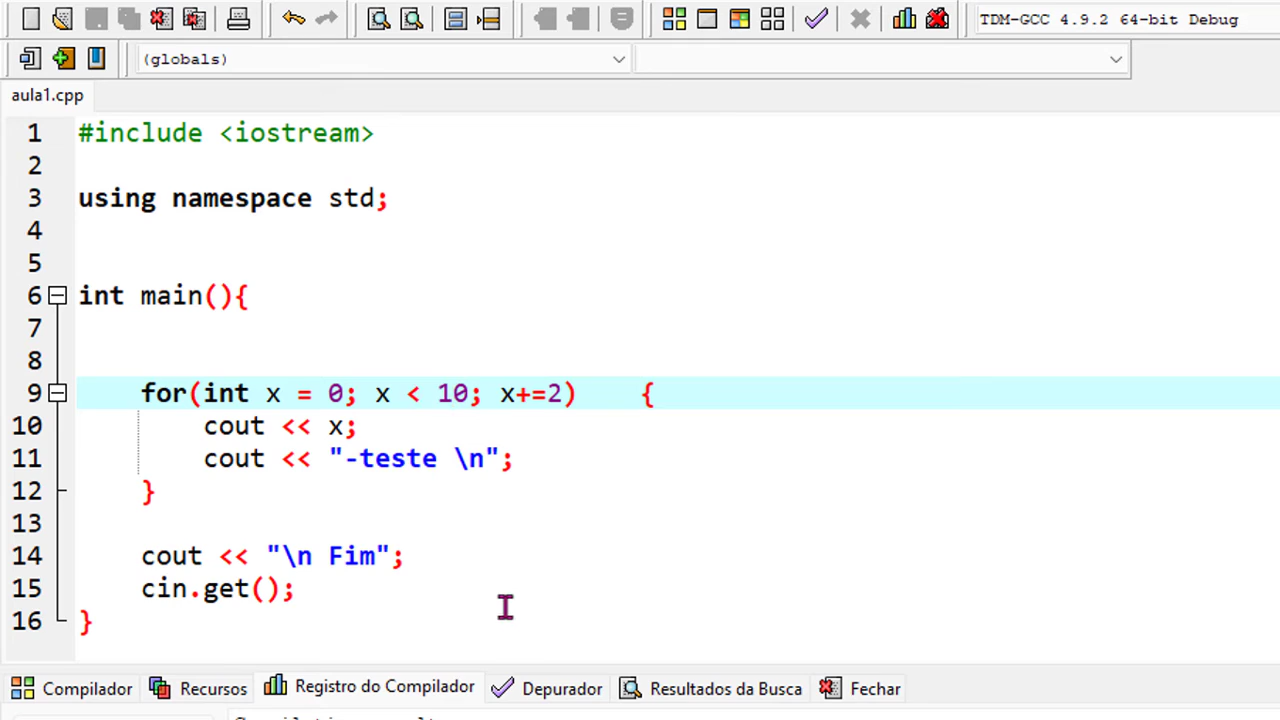 TDM-GCC 4.9.2 64-bit Debug
(globals)
aula1.cpp
1 #include <iostream>
2
3 using namespace std;
4
5
6 int main(){
7
8
9 for(int x = 0; x < 10; x+=2) {
10 cout << x;
11 cout << "-teste \n";
12 }
13
14 cout << "\n Fim";
15 cin.get();
16 }
Compilador Recursos Registro do Compilador Depurador Resultados da Busca Fechar